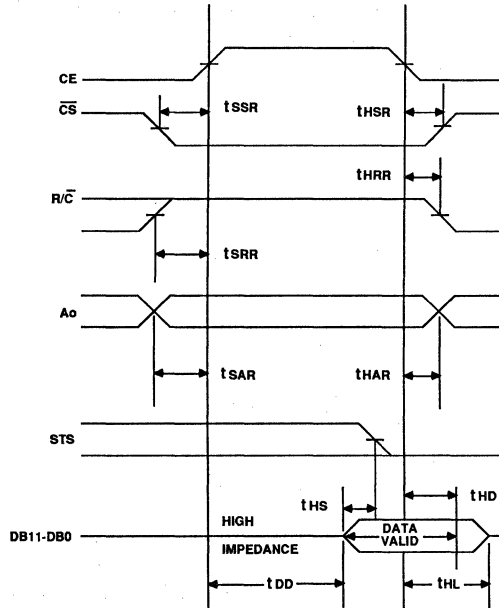 CE
CS
tSSR
tHSR
R/C
tHRR
tSRR
Ao
tSAR
tHAR
STS
tHS
tHD
DB11-DB0
HIGH
IMPEDANCE
DATA
VALID
tDD
tHL